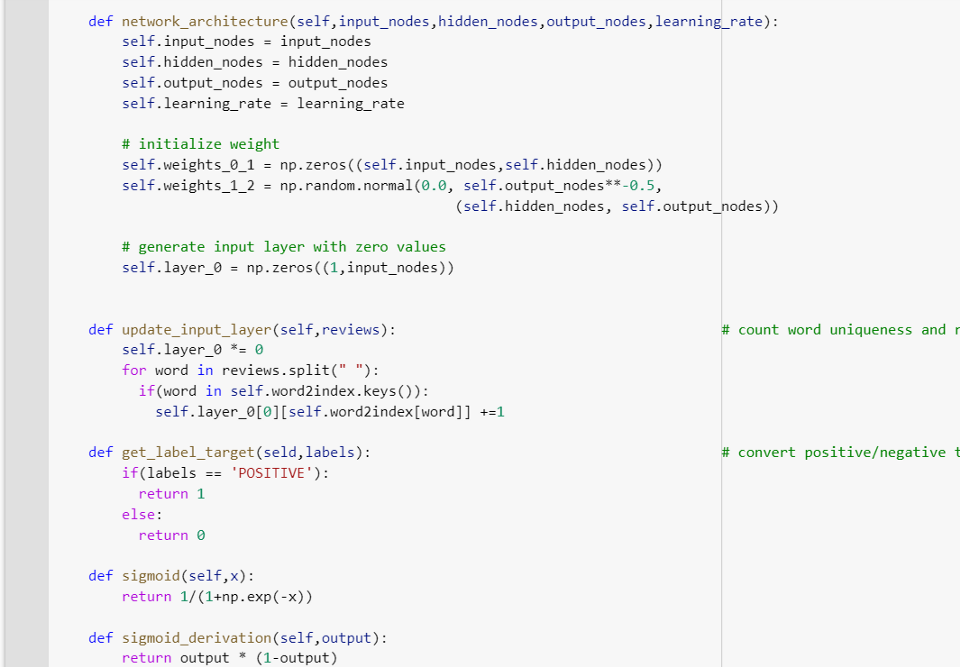 def network_architecture(self,input_nodes,hidden_nodes,output_nodes,learning_rate):
self.input_nodes = input_nodes
self.hidden_nodes = hidden_nodes
self.output_nodes = output_nodes
self.learning_rate = learning_rate
# initialize weight
self.weights_0_1 = np.zeros((self.input_nodes,self.hidden_nodes))
self.weights_1_2 = np.random.normal(0.0, self.output_nodes**-0.5,
(self.hidden_nodes, self.output_nodes))
# generate input layer with zero values
self.layer_0 = np.zeros((1,input_nodes))
def update_input_layer(self,reviews): # count word uniqueness and
self.layer_0 *= 0
for word in reviews.split(" "):
if(word in self.word2index.keys()):
self.layer_0[0][self.word2index[word]] +=1
def get_label_target(seld,labels): # convert positive/negative
if(labels == 'POSITIVE'):
return 1
else:
return 0
def sigmoid(self,x):
return 1/(1+np.exp(-x))
def sigmoid_derivation(self,output):
return output * (1-output)